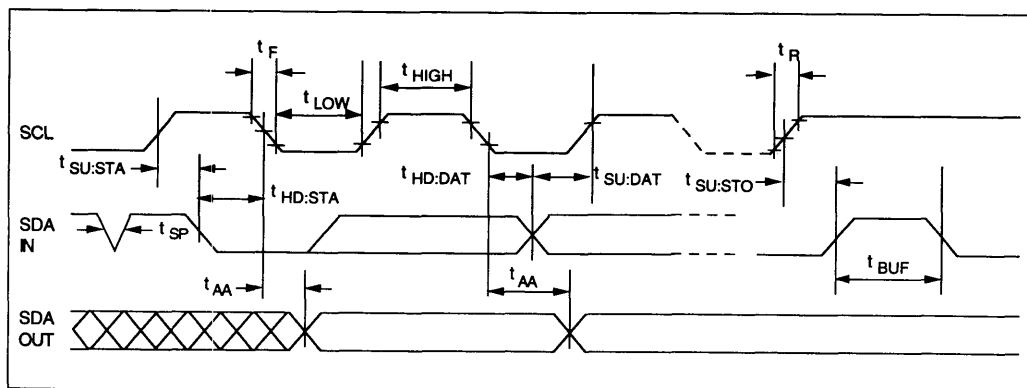 t F
t R
t HIGH
t LOW
SCL
t SU:STA
t HD:DAT
t SU:DAT
t SU:STO
t HD:STA
SDA
IN
t SP
t BUF
t AA
t AA
SDA
OUT